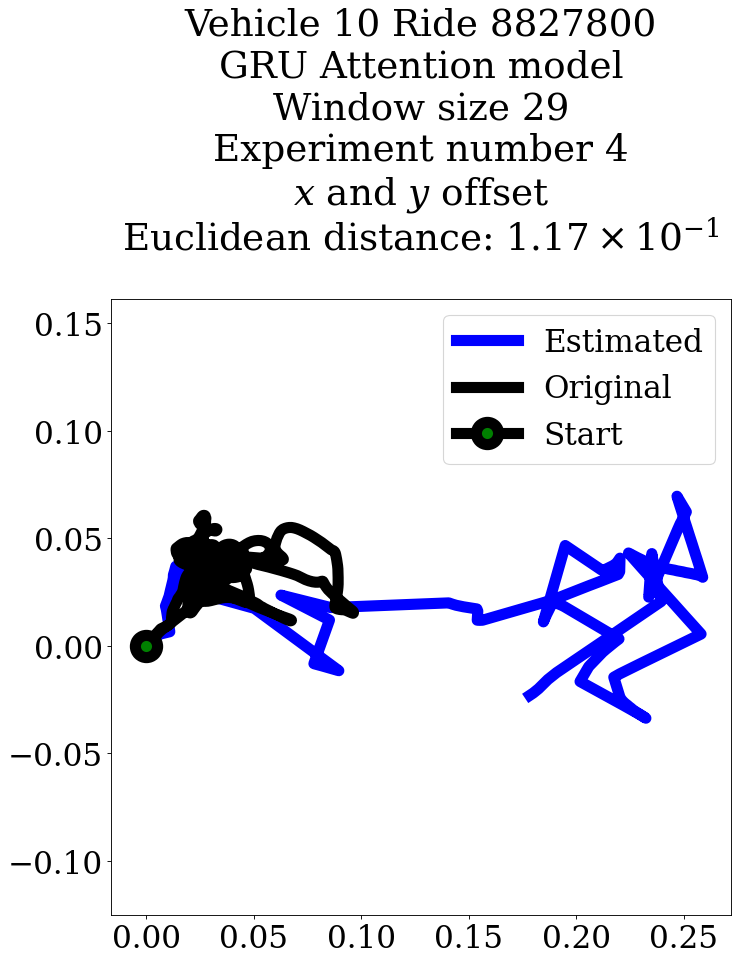 Vehicle 10 Ride 8827800
GRU Attention model
Window size 29
Experiment number 4
x and y offset
Euclidean distance: 1.17 × 10⁻¹
0.15
0.10
0.05
0.00
−0.05
−0.10
Estimated
Original
Start
0.00 0.05 0.10 0.15 0.20 0.25